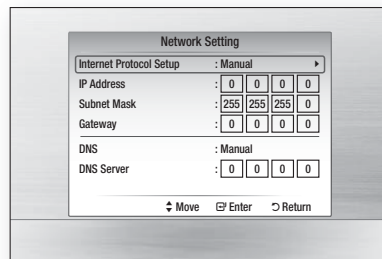 Network Setting
Internet Protocol Setup : Manual
IP Address : 0 0 0 0
Subnet Mask : 255 255 255 0
Gateway : 0 0 0 0
DNS : Manual
DNS Server : 0 0 0 0
Move Enter Return